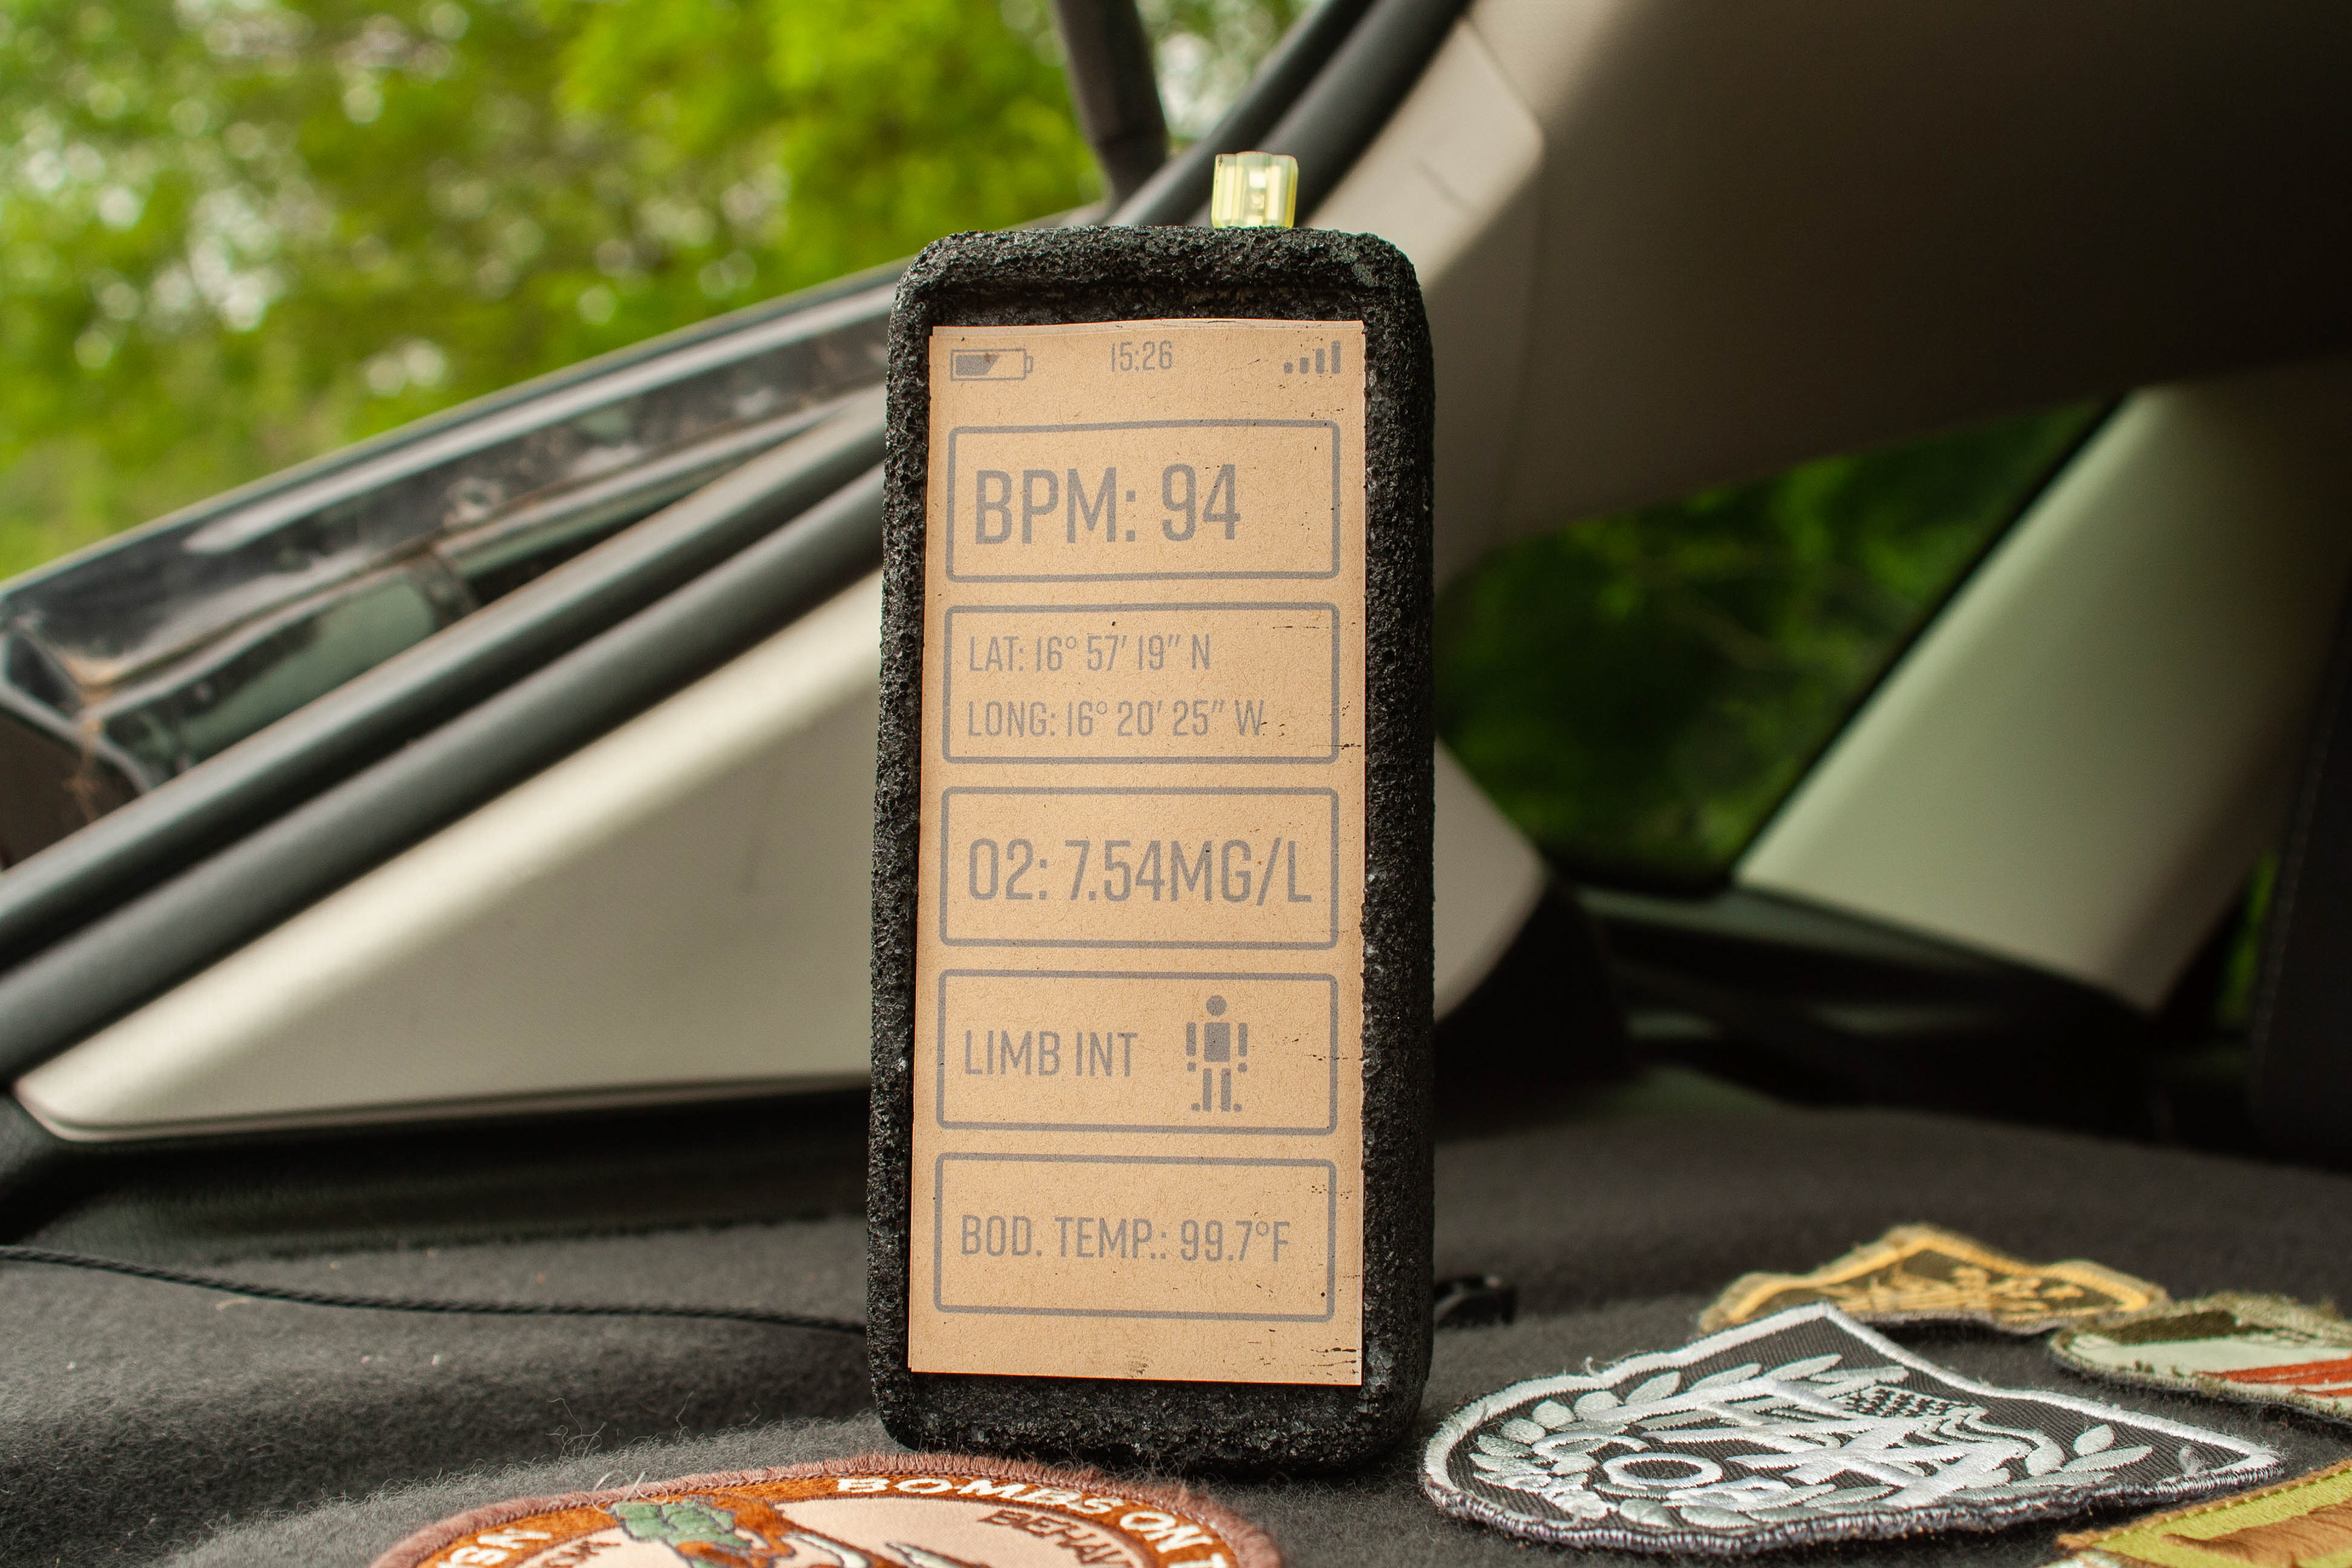 15:26
BPM: 94
LAT: 16° 57' 19" N
LONG: 16° 20' 25" W
O2: 7.54MG/L
LIMB INT
BOD. TEMP.: 99.7°F
BOMBS ON